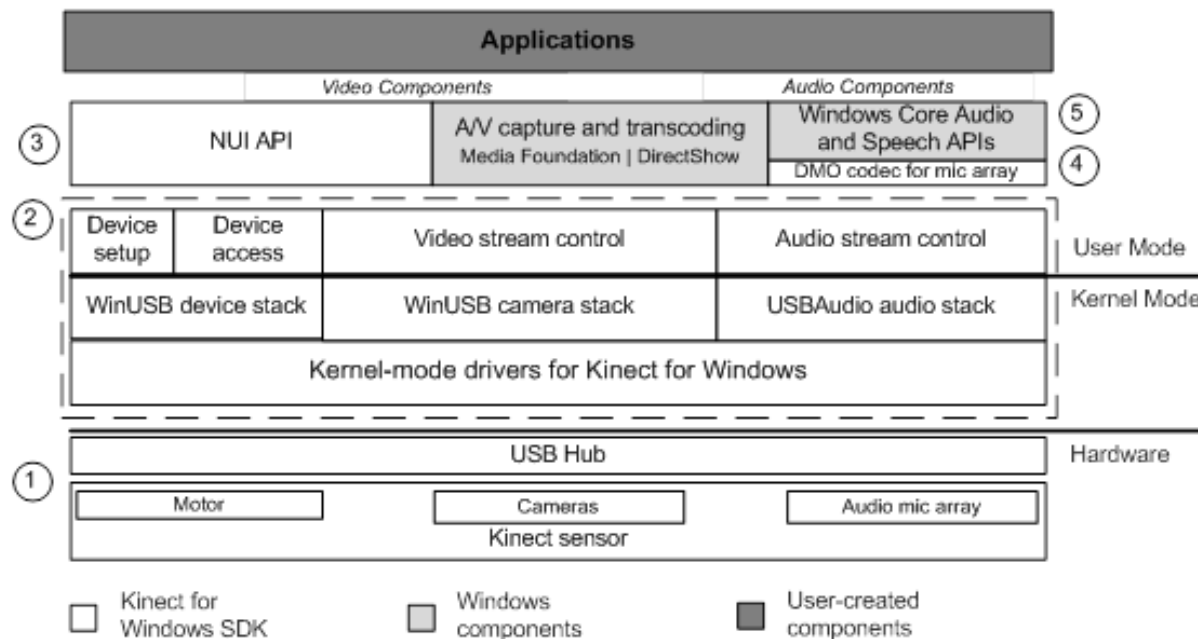 Applications
Video Components
Audio Components
3
NUI API
A/V capture and transcoding
Media Foundation | DirectShow
Windows Core Audio
and Speech APIs
5
DMO codec for mic array
4
2
Device
setup
Device
access
Video stream control
Audio stream control
User Mode
WinUSB device stack
WinUSB camera stack
USBAudio audio stack
Kernel Mode
Kernel-mode drivers for Kinect for Windows
USB Hub
Hardware
1
Motor
Cameras
Audio mic array
Kinect sensor
Kinect for
Windows SDK
Windows
components
User-created
components